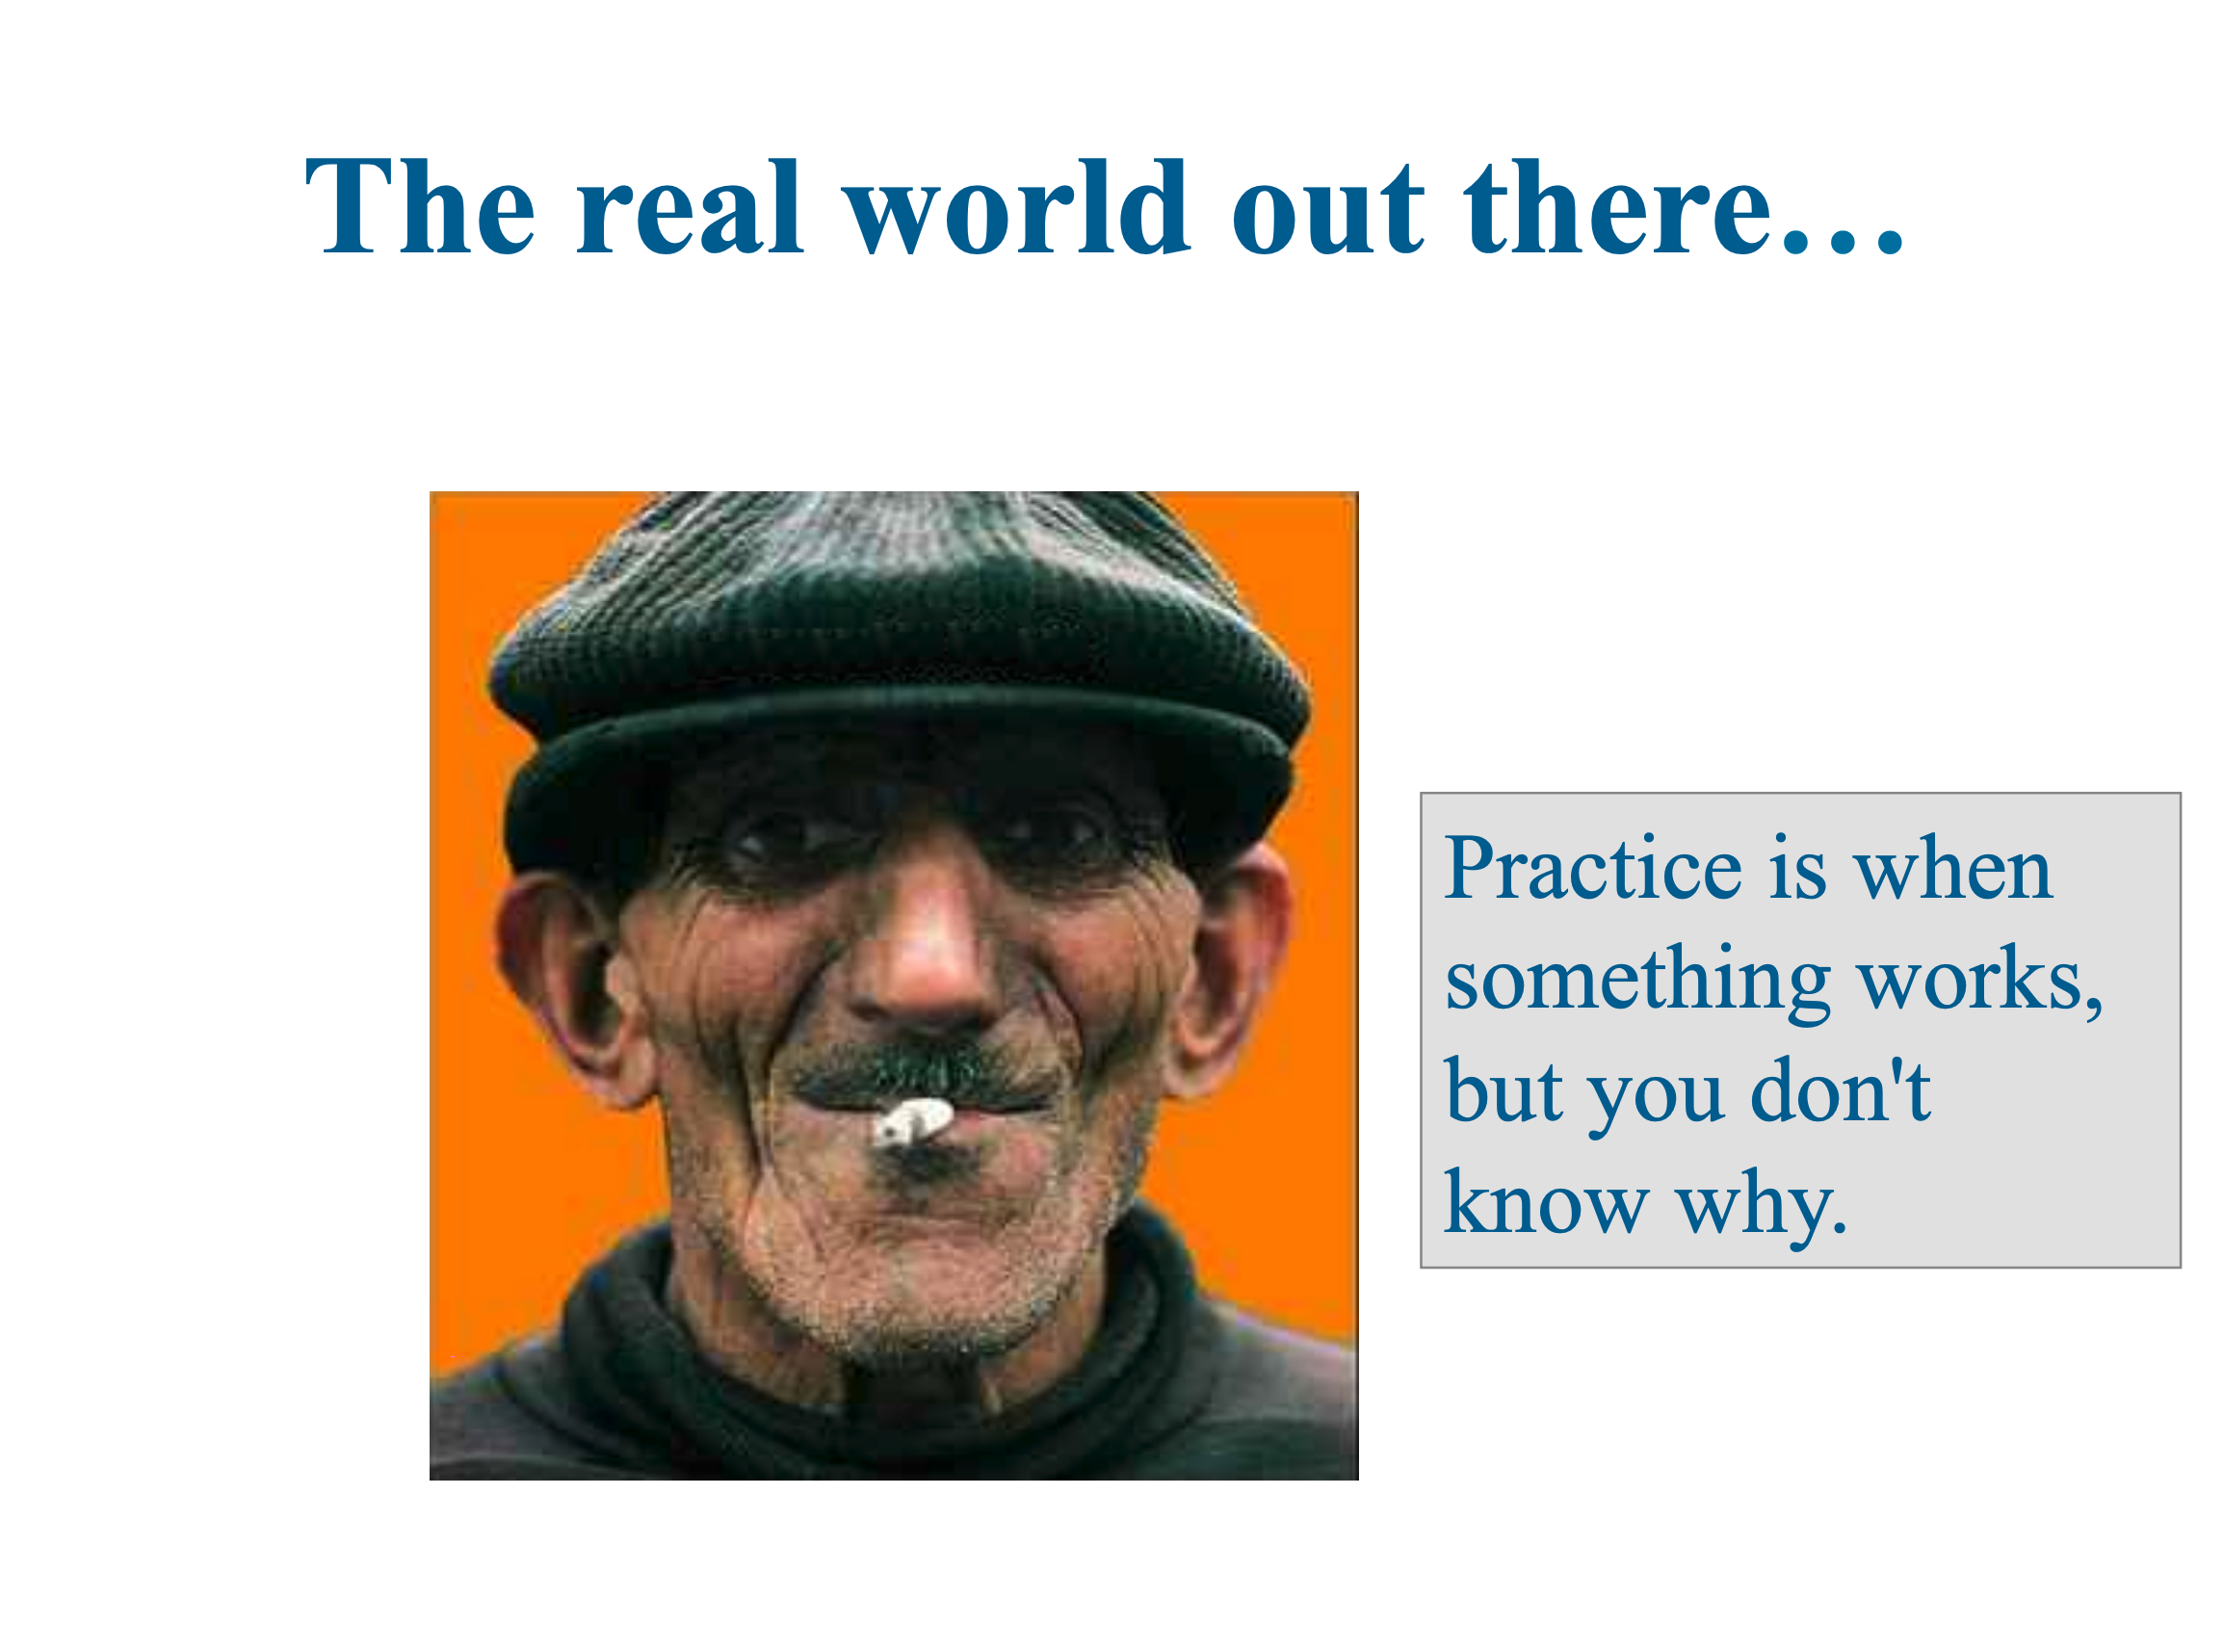 The real world out there…
Practice is when
something works,
but you don't
know why.